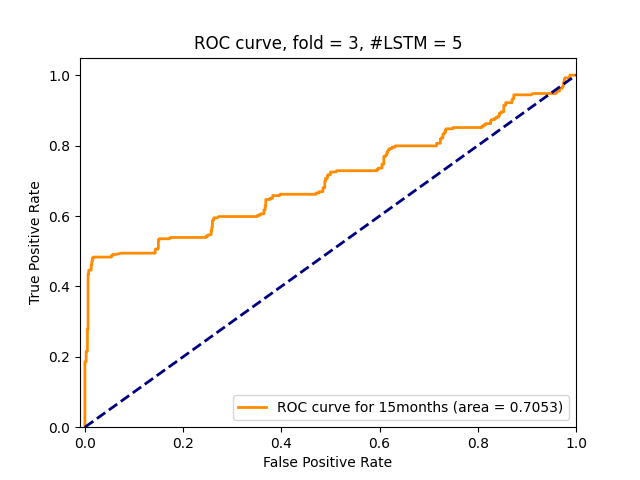 ROC curve, fold = 3, #LSTM = 5
True Positive Rate
1.0
0.8
0.6
0.4
0.2
0.0
ROC curve for 15months (area = 0.7053)
0.0 0.2 0.4 0.6 0.8 1.0
False Positive Rate